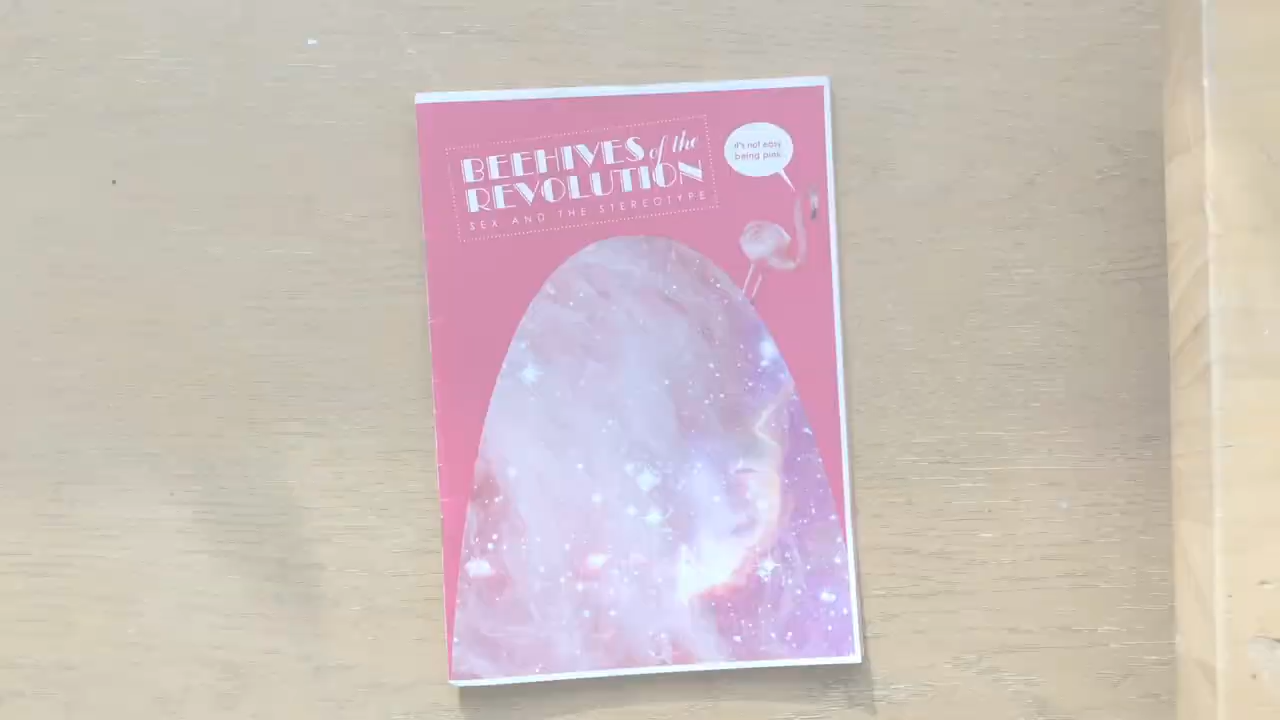 BEEHIVES of the
REVOLUTION
SEX AND THE STEREOTYPE
it's not easy
being pink..